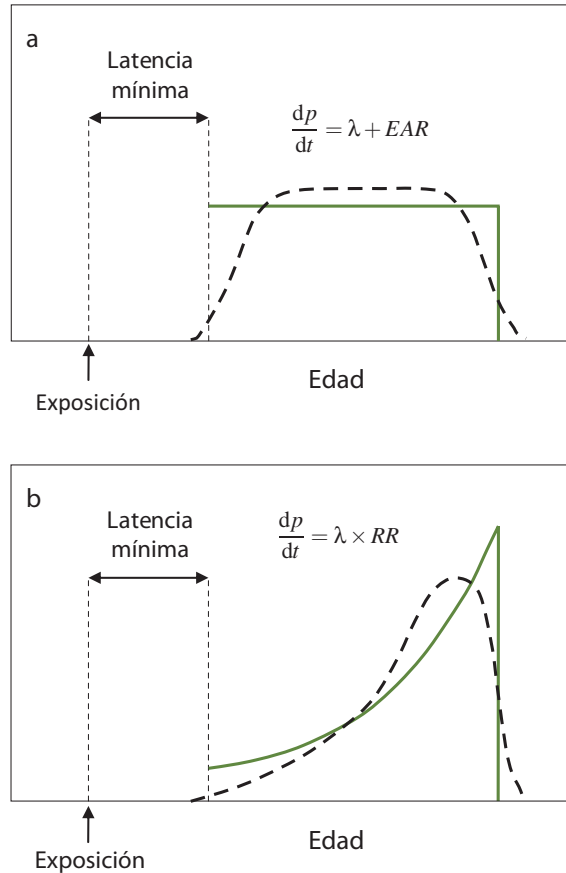 a
Latencia
mínima
dp/dt = λ + EAR
Edad
Exposición
b
Latencia
mínima
dp/dt = λ × RR
Edad
Exposición